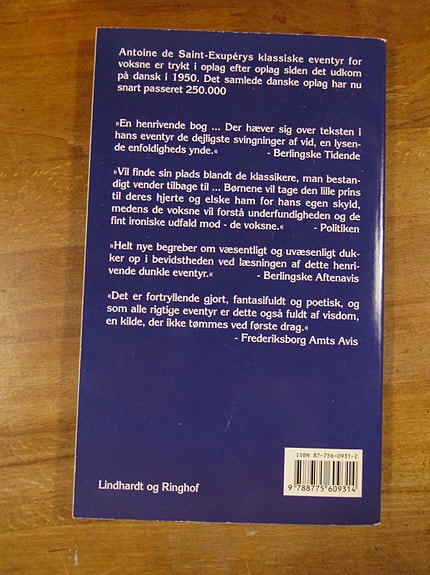 Antoine de Saint-Exupérys klassiske eventyr for
voksne er trykt i oplag efter oplag siden det udkom
på dansk i 1950. Det samlede danske oplag har nu
snart passeret 250.000
»En henrivende bog ... Der hæver sig over teksten i
hans eventyr de dejligste svingninger af vid, en lysen-
de enfoldigheds ynde.« - Berlingske Tidende
»Vil finde sin plads blandt de klassikere, man bestan-
digt vender tilbage til ... Børnene vil tage den lille prins
til deres hjerte og elske ham for hans egen skyld,
medens de voksne vil forstå underfundigheden og de
fint ironiske udfald mod - de voksne.« - Politiken
»Helt nye begreber om væsentligt og uvæsenligt duk-
ker op i bevidstheden ved læsningen af dette henri-
vende dunkle eventyr.« - Berlingske Aftenavis
»Det er fortryllende gjort, fantasifuldt og poetisk, og
som alle rigtige eventyr er dette også fuldt af visdom,
en kilde, der ikke tømmes ved første drag.«
- Frederiksborg Amts Avis
ISBN 87-756-0931-2
9 788775 609314
Lindhardt og Ringhof